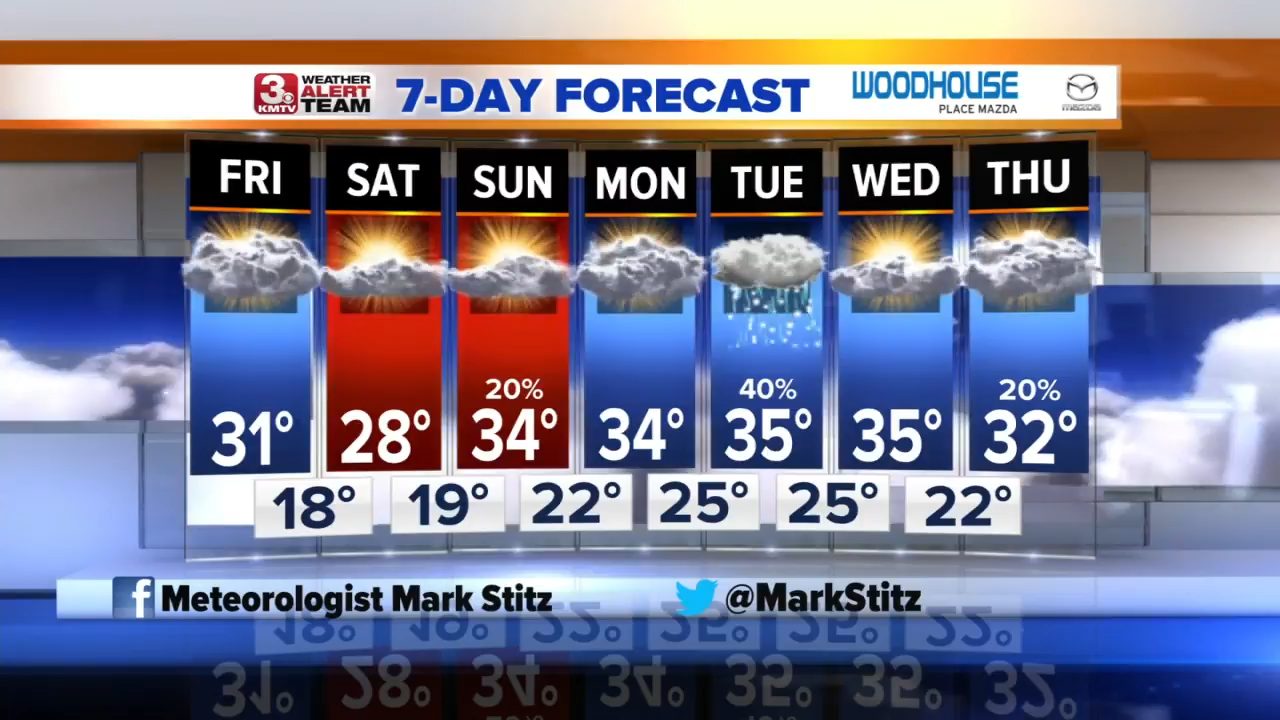 3 KMTV
WEATHER
ALERT
TEAM
7-DAY FORECAST
WOODHOUSE
PLACE MAZDA
mazda
FRI SAT SUN MON TUE WED THU
20% 40% 20%
31° 28° 34° 34° 35° 35° 32°
18° 19° 22° 25° 25° 22°
f Meteorologist Mark Stitz @MarkStitz